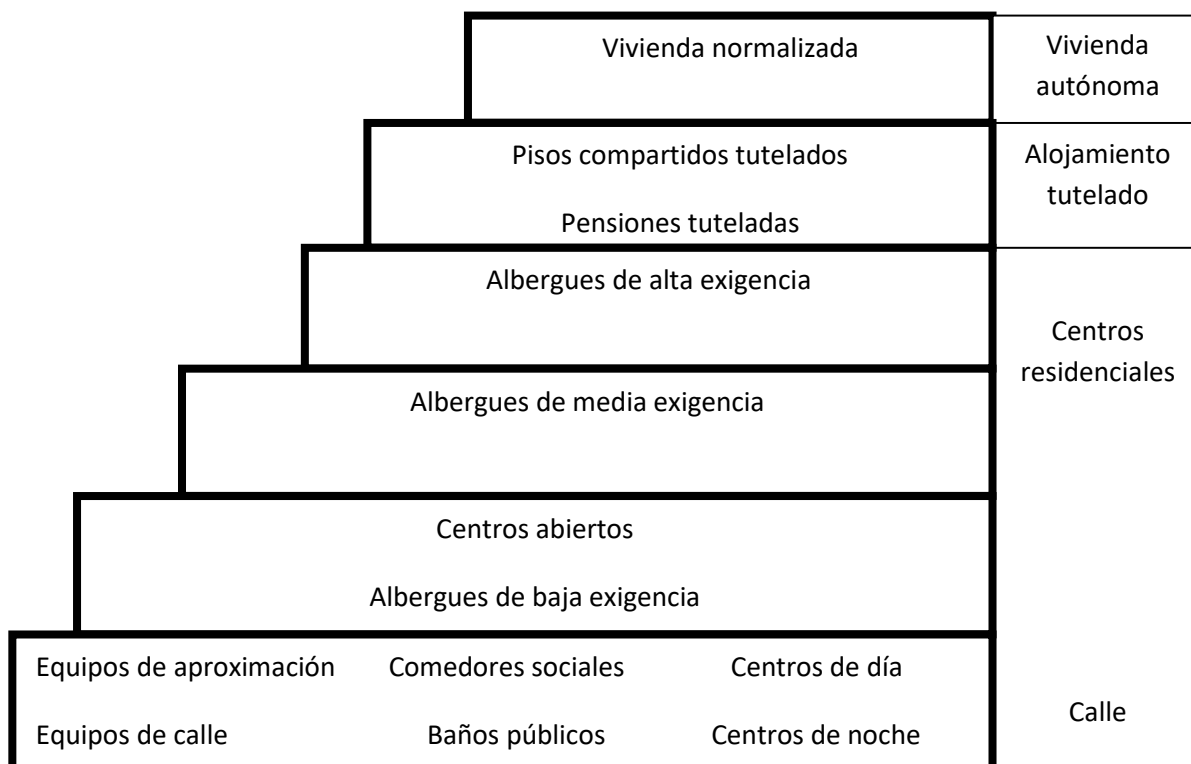 Vivienda normalizada
Vivienda
autónoma
Pisos compartidos tutelados
Pensiones tuteladas
Alojamiento
tutelado
Albergues de alta exigencia
Centros
residenciales
Albergues de media exigencia
Centros abiertos
Albergues de baja exigencia
Equipos de aproximación Comedores sociales Centros de día
Equipos de calle Baños públicos Centros de noche
Calle